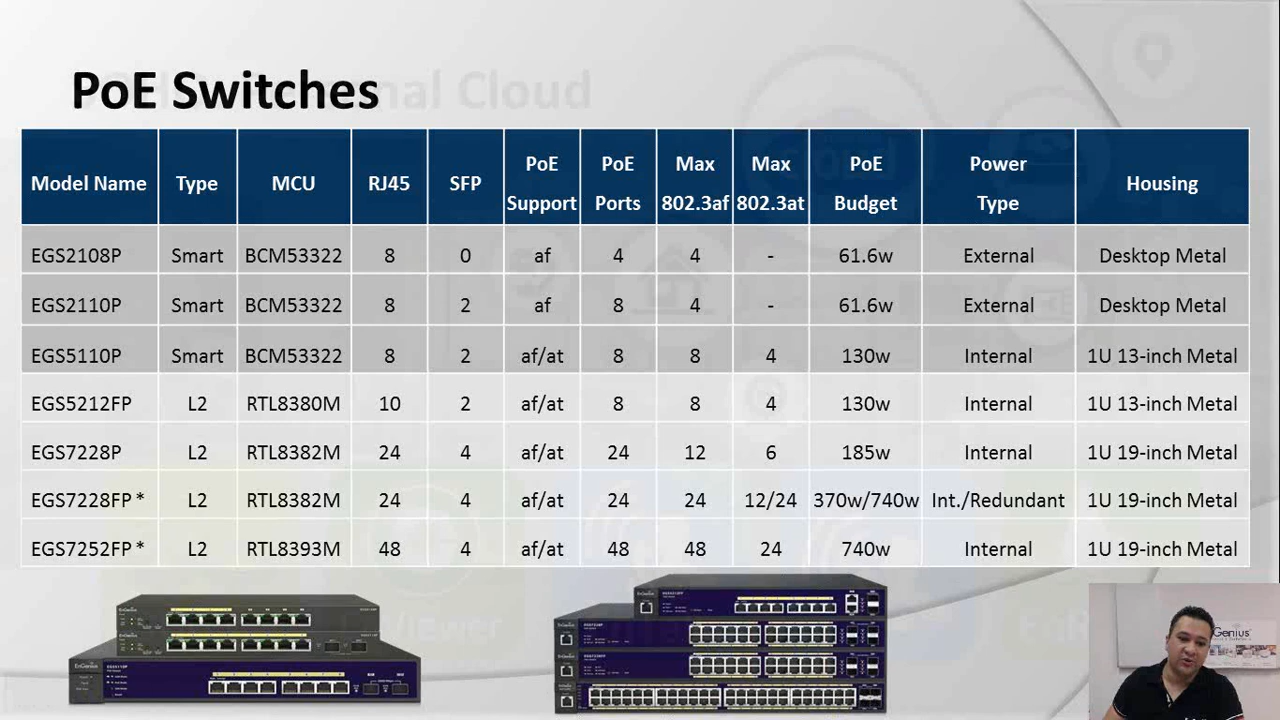 PoE Switches
nal Cloud
Model Name Type MCU RJ45 SFP PoE Support PoE Ports Max 802.3af Max 802.3at PoE Budget Power Type Housing
EGS2108P Smart BCM53322 8 0 af 4 4 - 61.6w External Desktop Metal
EGS2110P Smart BCM53322 8 2 af 8 4 - 61.6w External Desktop Metal
EGS5110P Smart BCM53322 8 2 af/at 8 8 4 130w Internal 1U 13-inch Metal
EGS5212FP L2 RTL8380M 10 2 af/at 8 8 4 130w Internal 1U 13-inch Metal
EGS7228P L2 RTL8382M 24 4 af/at 24 12 6 185w Internal 1U 19-inch Metal
EGS7228FP * L2 RTL8382M 24 4 af/at 24 24 12/24 370w/740w Int./Redundant 1U 19-inch Metal
EGS7252FP * L2 RTL8393M 48 4 af/at 48 48 24 740w Internal 1U 19-inch Metal
EnGenius
Genius